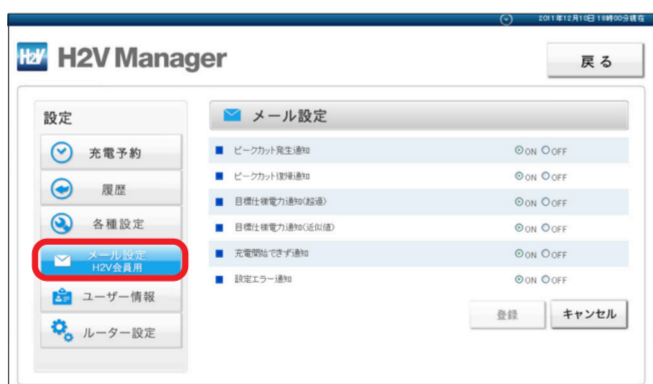 2011年12月10日 18時00分現在
H2V H2V Manager
戻る
設定
充電予約
履歴
各種設定
メール設定
H2V会員用
ユーザー情報
ルーター設定
メール設定
ピークカット発生通知 ON OFF
ピークカット復帰通知 ON OFF
目標仕様電力通知(超過) ON OFF
目標仕様電力通知(近似値) ON OFF
充電開始できず通知 ON OFF
設定エラー通知 ON OFF
登録 キャンセル